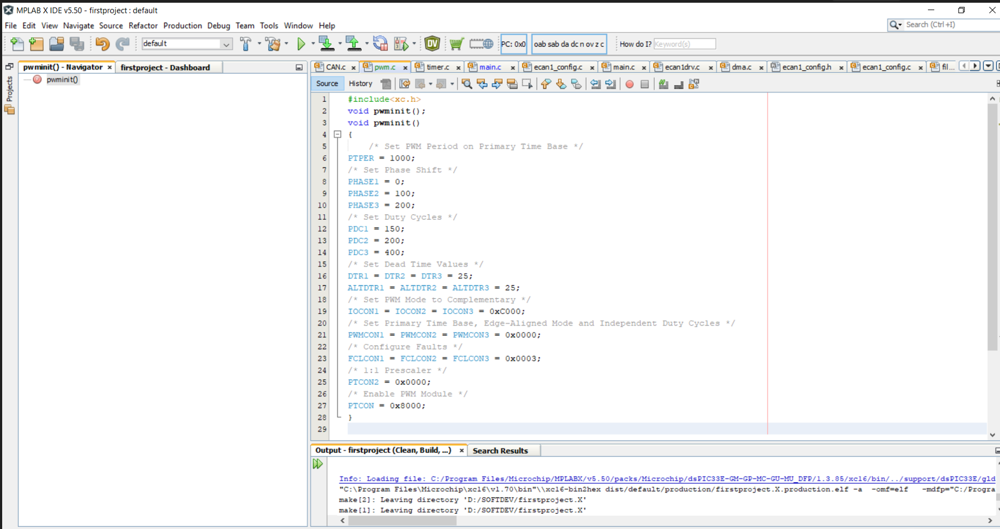 MPLAB X IDE v5.50 - firstproject : default
File Edit View Navigate Source Refactor Production Debug Team Tools Window Help
Search (Ctrl+I)
default
PC: 0x0
oab sab da dc n ov z c
How do I? Keyword(s)
pwminit() - Navigator
firstproject - Dashboard
CAN.c
pwm.c
timer.c
main.c
ecan1_config.c
main.c
ecan1drv.c
dma.c
ecan1_config.h
ecan1_config.c
fil...
Projects
pwminit()
Source History
1 #include<xc.h>
2 void pwminit();
3 void pwminit()
4 {
5 /* Set PWM Period on Primary Time Base */
6 PTPER = 1000;
7 /* Set Phase Shift */
8 PHASE1 = 0;
9 PHASE2 = 100;
10 PHASE3 = 200;
11 /* Set Duty Cycles */
12 PDC1 = 150;
13 PDC2 = 200;
14 PDC3 = 400;
15 /* Set Dead Time Values */
16 DTR1 = DTR2 = DTR3 = 25;
17 ALTDTR1 = ALTDTR2 = ALTDTR3 = 25;
18 /* Set PWM Mode to Complementary */
19 IOCON1 = IOCON2 = IOCON3 = 0xC000;
20 /* Set Primary Time Base, Edge-Aligned Mode and Independent Duty Cycles */
21 PWMCON1 = PWMCON2 = PWMCON3 = 0x0000;
22 /* Configure Faults */
23 FCLCON1 = FCLCON2 = FCLCON3 = 0x0003;
24 /* 1:1 Prescaler */
25 PTCON2 = 0x0000;
26 /* Enable PWM Module */
27 PTCON = 0x8000;
28 }
29
Output - firstproject (Clean, Build, ...)
Search Results
Info: Loading file: C:/Program Files/Microchip/MPLABX/v5.50/packs/Microchip/dsPIC33E-GM-GP-MC-GU-MU_DFP/1.3.85/xc16/bin/../support/dsPIC33E/gld
"C:\Program Files\Microchip\xc16\v1.70\bin"\\xc16-bin2hex dist/default/production/firstproject.X.production.elf -a -omf=elf -mdfp="C:/Progra
make[2]: Leaving directory 'D:/SOFTDEV/firstproject.X'
make[1]: Leaving directory 'D:/SOFTDEV/firstproject.X'